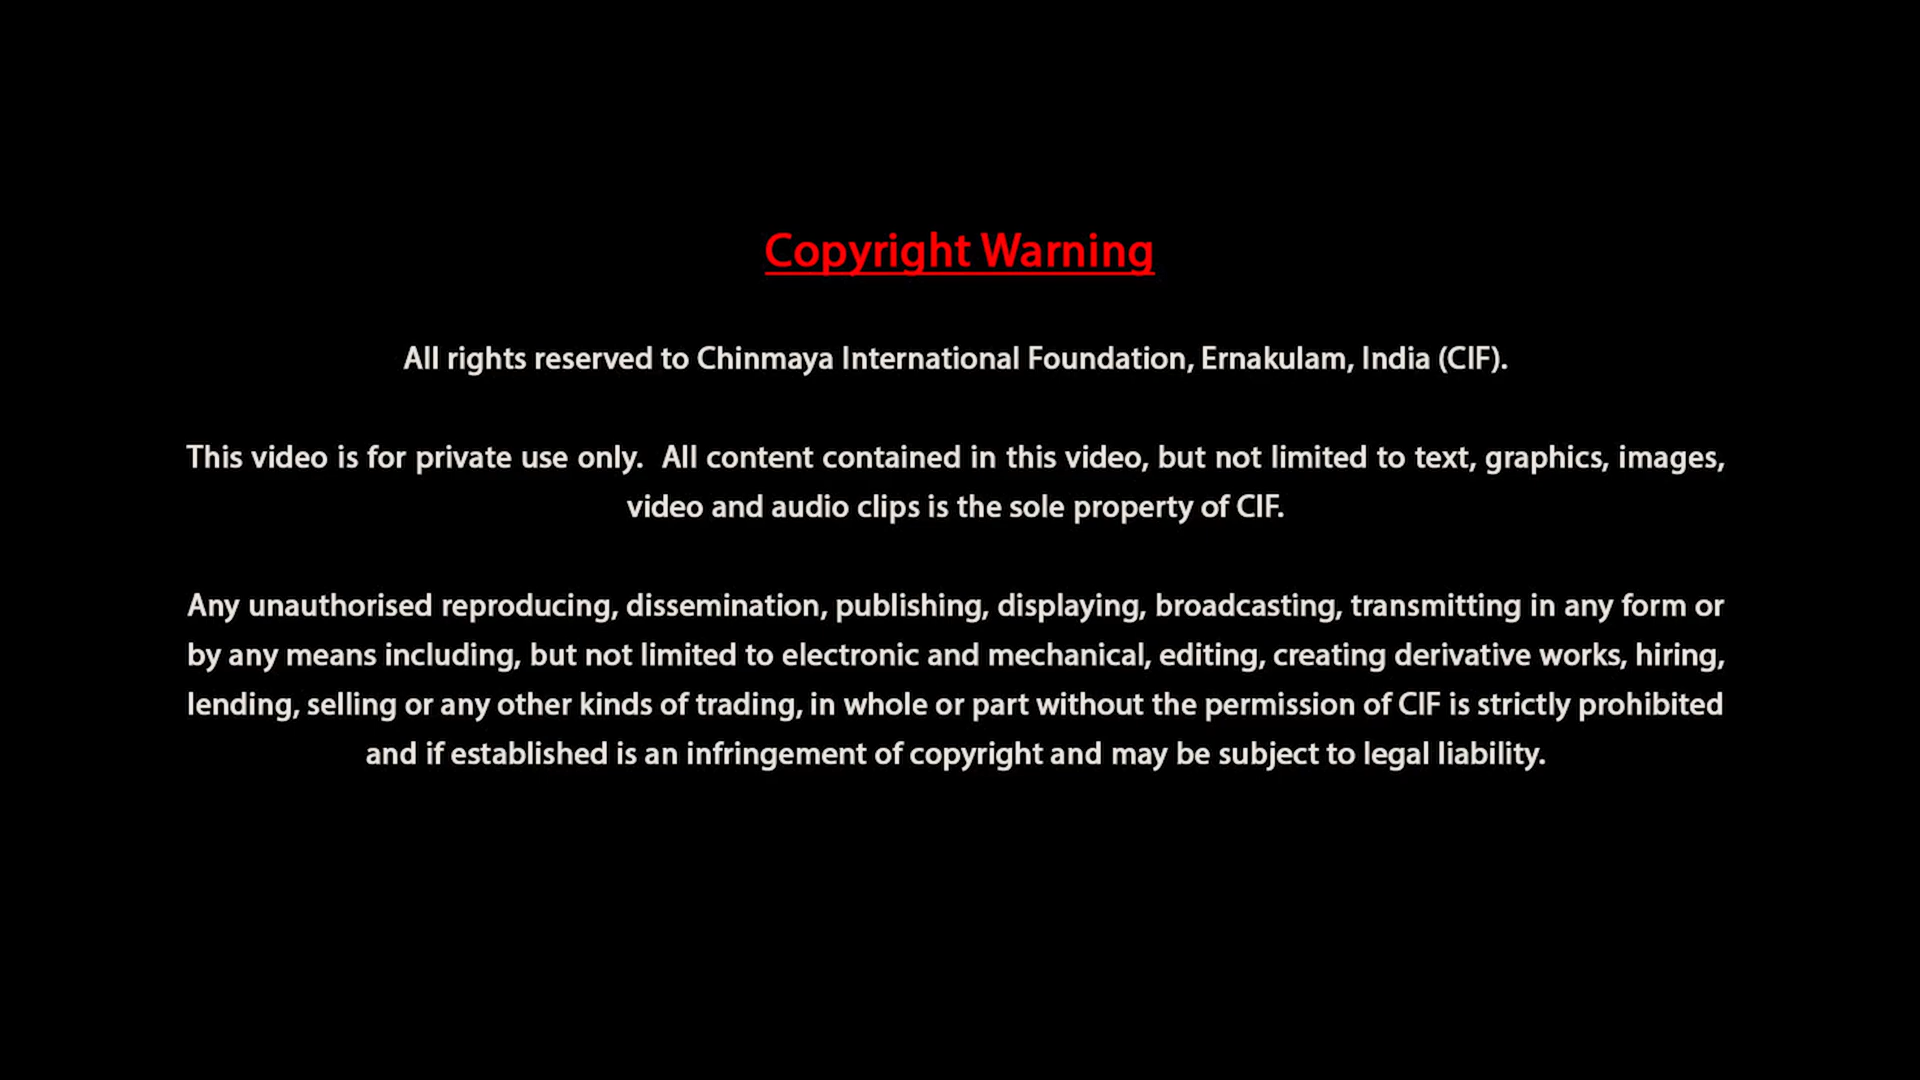 Copyright Warning
All rights reserved to Chinmaya International Foundation, Ernakulam, India (CIF).
This video is for private use only.  All content contained in this video, but not limited to text, graphics, images,
video and audio clips is the sole property of CIF.
Any unauthorised reproducing, dissemination, publishing, displaying, broadcasting, transmitting in any form or
by any means including, but not limited to electronic and mechanical, editing, creating derivative works, hiring,
lending, selling or any other kinds of trading, in whole or part without the permission of CIF is strictly prohibited
and if established is an infringement of copyright and may be subject to legal liability.